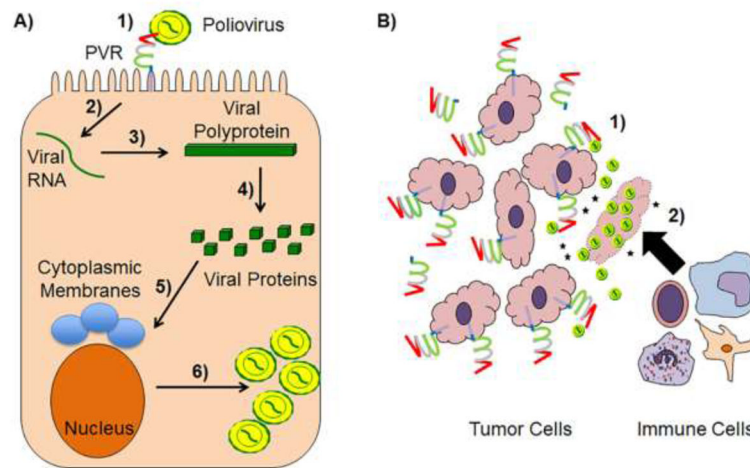 A)
1)
Poliovirus
PVR
2)
3)
Viral
RNA
Viral
Polyprotein
4)
Viral Proteins
Cytoplasmic
Membranes
5)
6)
Nucleus
B)
1)
2)
Tumor Cells
Immune Cells